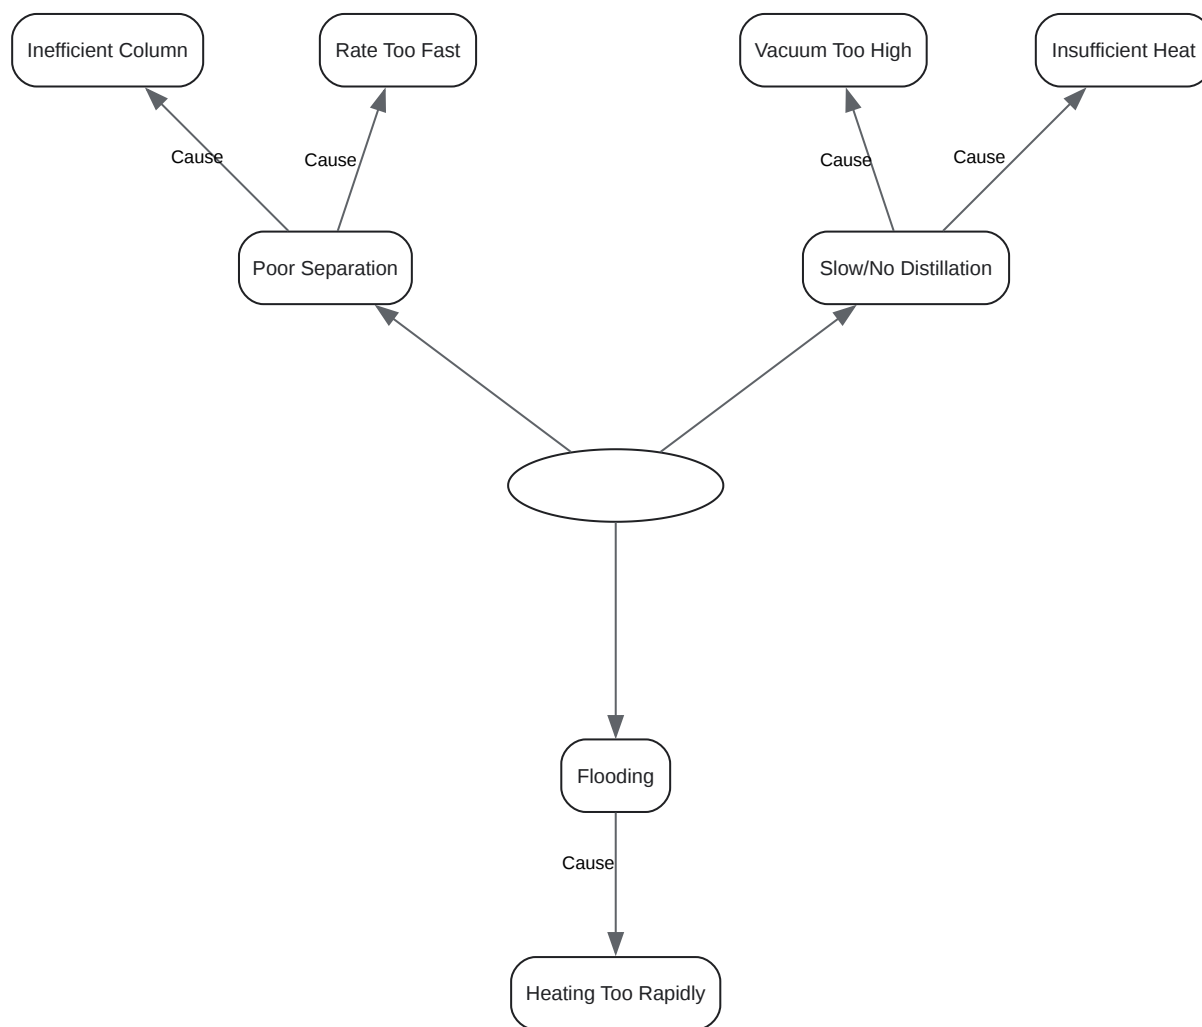 Inefficient Column
Rate Too Fast
Vacuum Too High
Insufficient Heat
Cause
Cause
Cause
Cause
Poor Separation
Slow/No Distillation
Flooding
Cause
Heating Too Rapidly